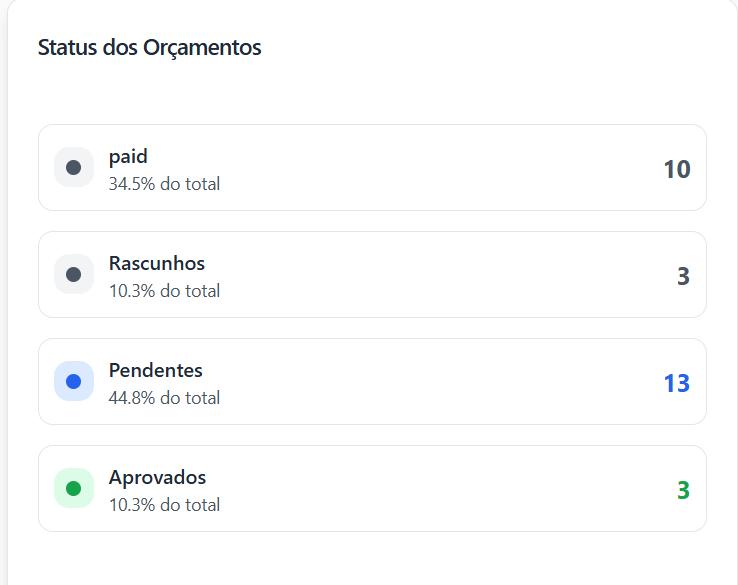 Status dos Orçamentos
paid
34.5% do total
10
Rascunhos
10.3% do total
3
Pendentes
44.8% do total
13
Aprovados
10.3% do total
3